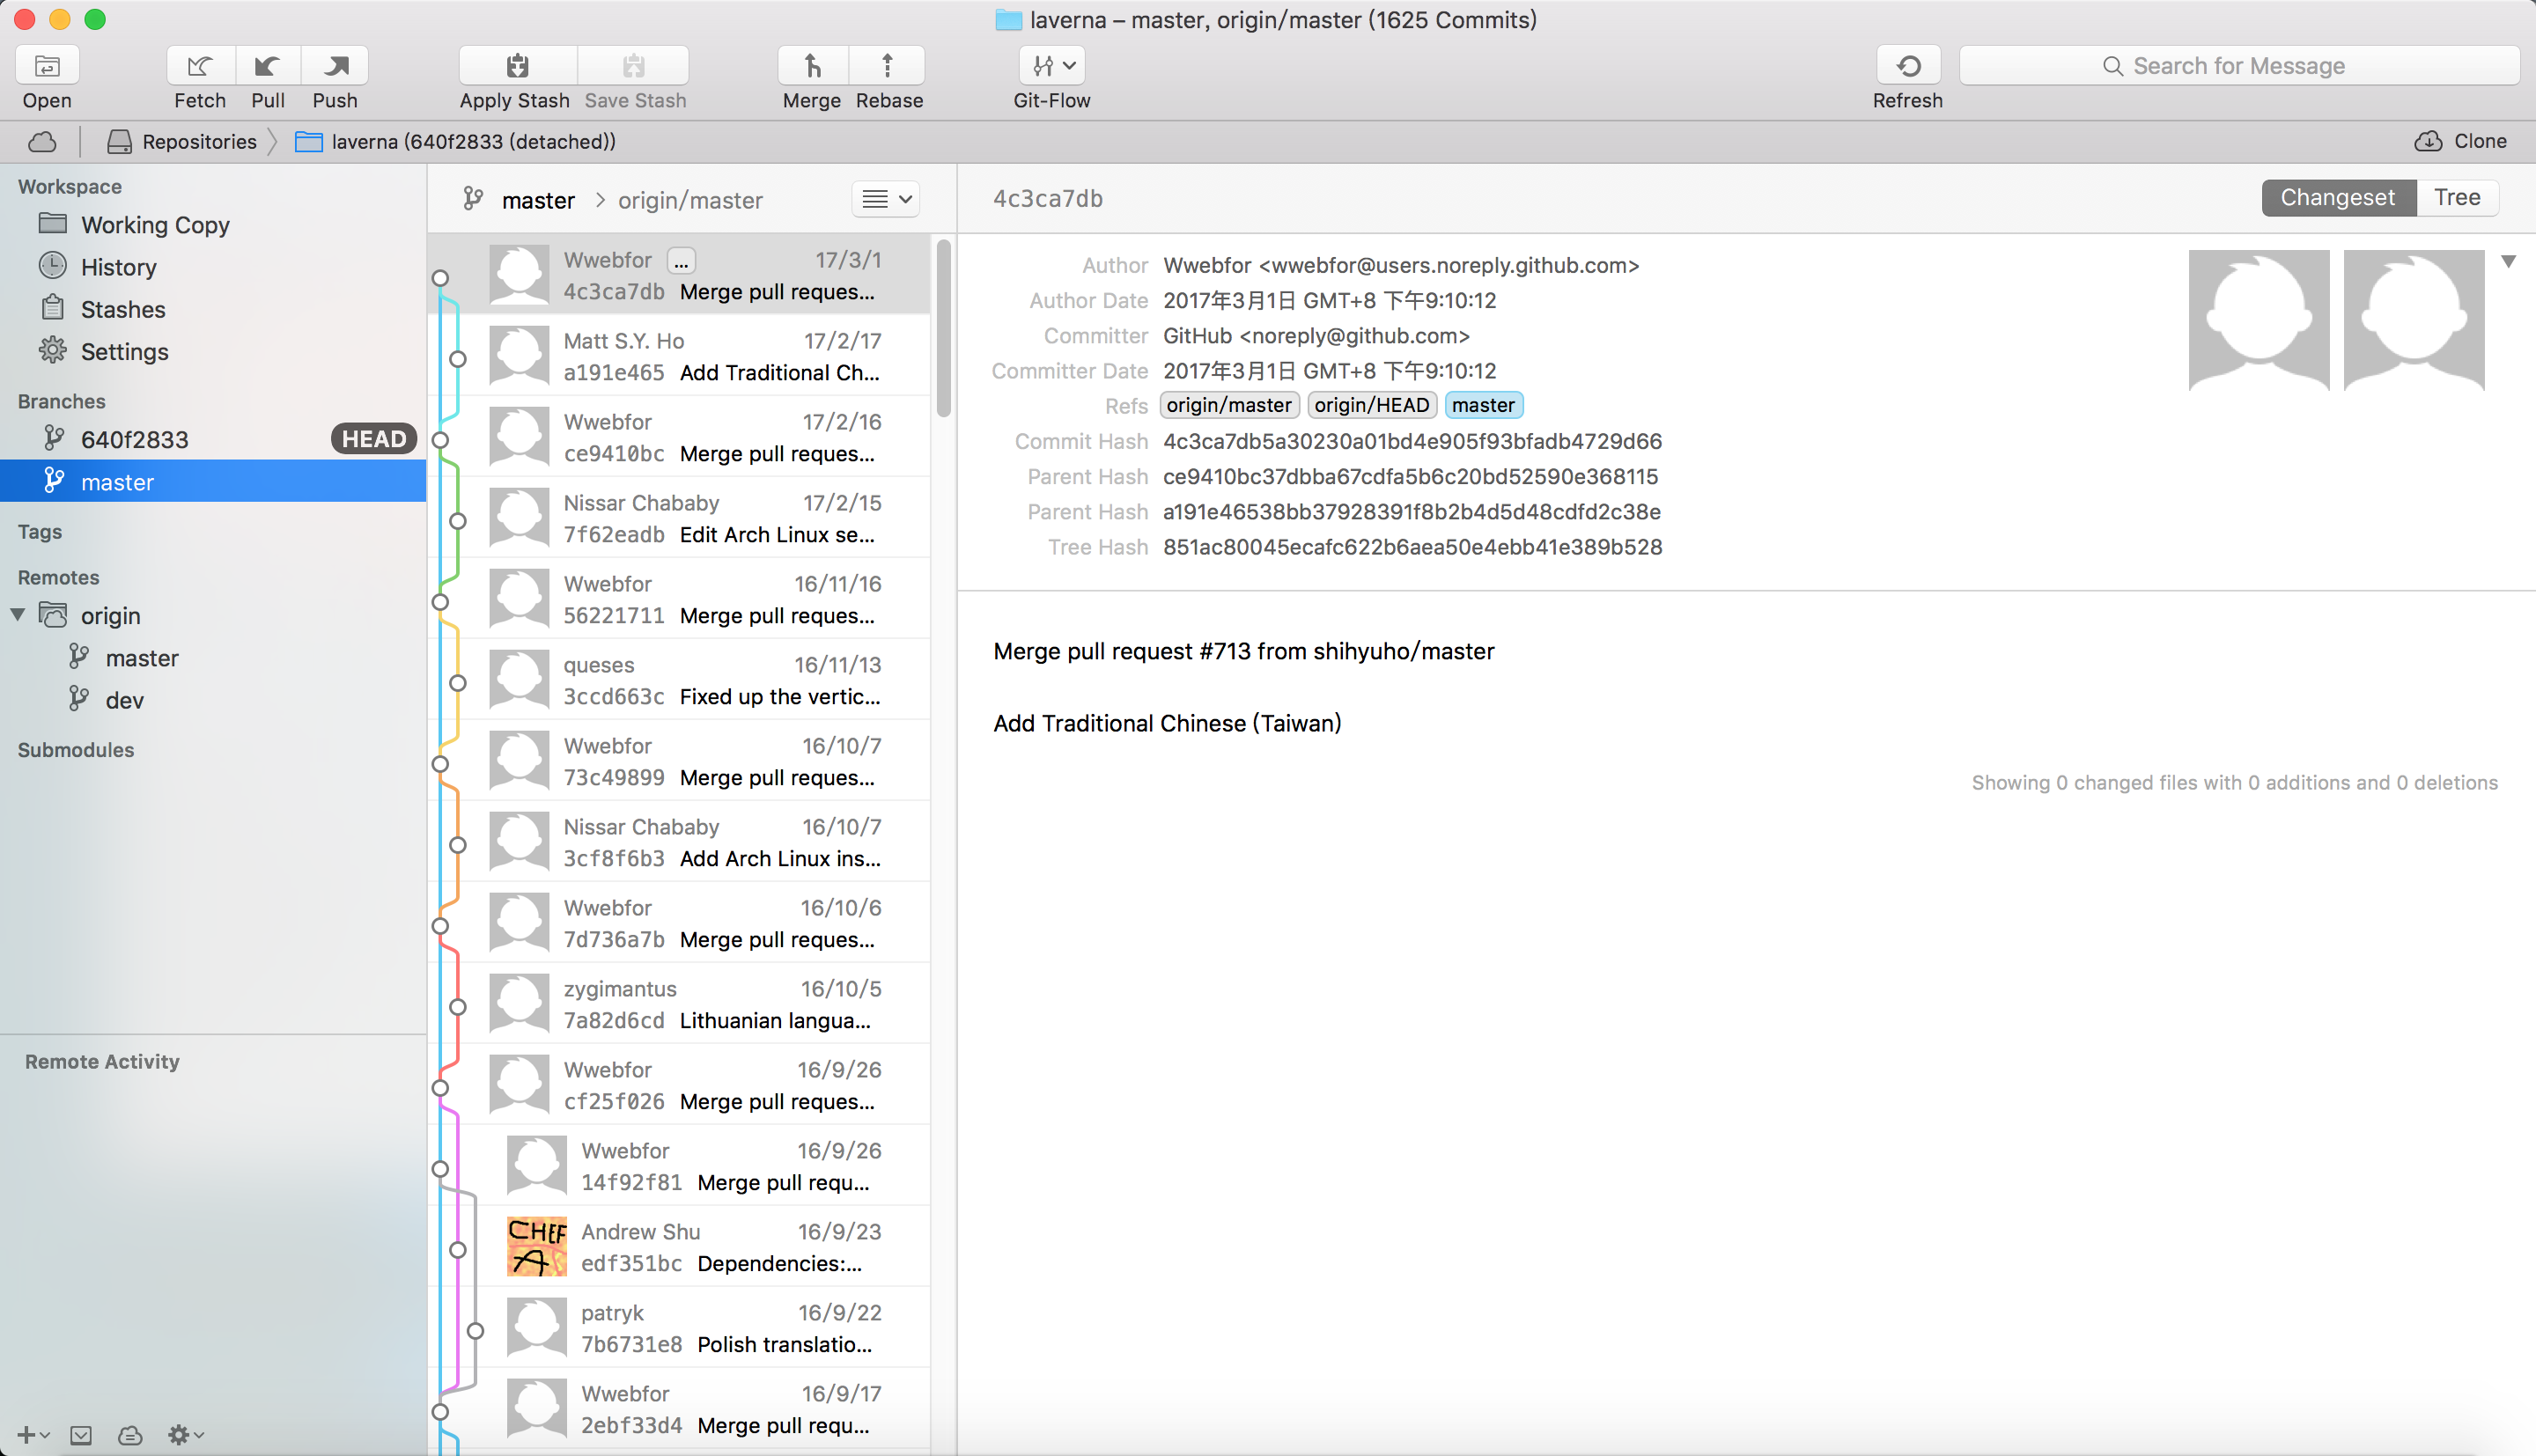 laverna – master, origin/master (1625 Commits)
Open
Fetch
Pull
Push
Apply Stash
Save Stash
Merge
Rebase
Git-Flow
Refresh
Search for Message
Repositories
laverna (640f2833 (detached))
Clone
Workspace
Working Copy
History
Stashes
Settings
Branches
640f2833
HEAD
master
Tags
Remotes
origin
master
dev
Submodules
Remote Activity
master
origin/master
Wwebfor ... 17/3/1
4c3ca7db Merge pull reques...
Matt S.Y. Ho 17/2/17
a191e465 Add Traditional Ch...
Wwebfor 17/2/16
ce9410bc Merge pull reques...
Nissar Chababy 17/2/15
7f62eadb Edit Arch Linux se...
Wwebfor 16/11/16
56221711 Merge pull reques...
queses 16/11/13
3ccd663c Fixed up the vertic...
Wwebfor 16/10/7
73c49899 Merge pull reques...
Nissar Chababy 16/10/7
3cf8f6b3 Add Arch Linux ins...
Wwebfor 16/10/6
7d736a7b Merge pull reques...
zygimantus 16/10/5
7a82d6cd Lithuanian langua...
Wwebfor 16/9/26
cf25f026 Merge pull reques...
Wwebfor 16/9/26
14f92f81 Merge pull requ...
CHEF
A
Andrew Shu 16/9/23
edf351bc Dependencies:...
patryk 16/9/22
7b6731e8 Polish translatio...
Wwebfor 16/9/17
2ebf33d4 Merge pull requ...
4c3ca7db
Changeset
Tree
Author Wwebfor <wwebfor@users.noreply.github.com>
Author Date 2017年3月1日 GMT+8 下午9:10:12
Committer GitHub <noreply@github.com>
Committer Date 2017年3月1日 GMT+8 下午9:10:12
Refs origin/master origin/HEAD master
Commit Hash 4c3ca7db5a30230a01bd4e905f93bfadb4729d66
Parent Hash ce9410bc37dbba67cdfa5b6c20bd52590e368115
Parent Hash a191e46538bb37928391f8b2b4d5d48cdfd2c38e
Tree Hash 851ac80045ecafc622b6aea50e4ebb41e389b528
Merge pull request #713 from shihyuho/master
Add Traditional Chinese (Taiwan)
Showing 0 changed files with 0 additions and 0 deletions